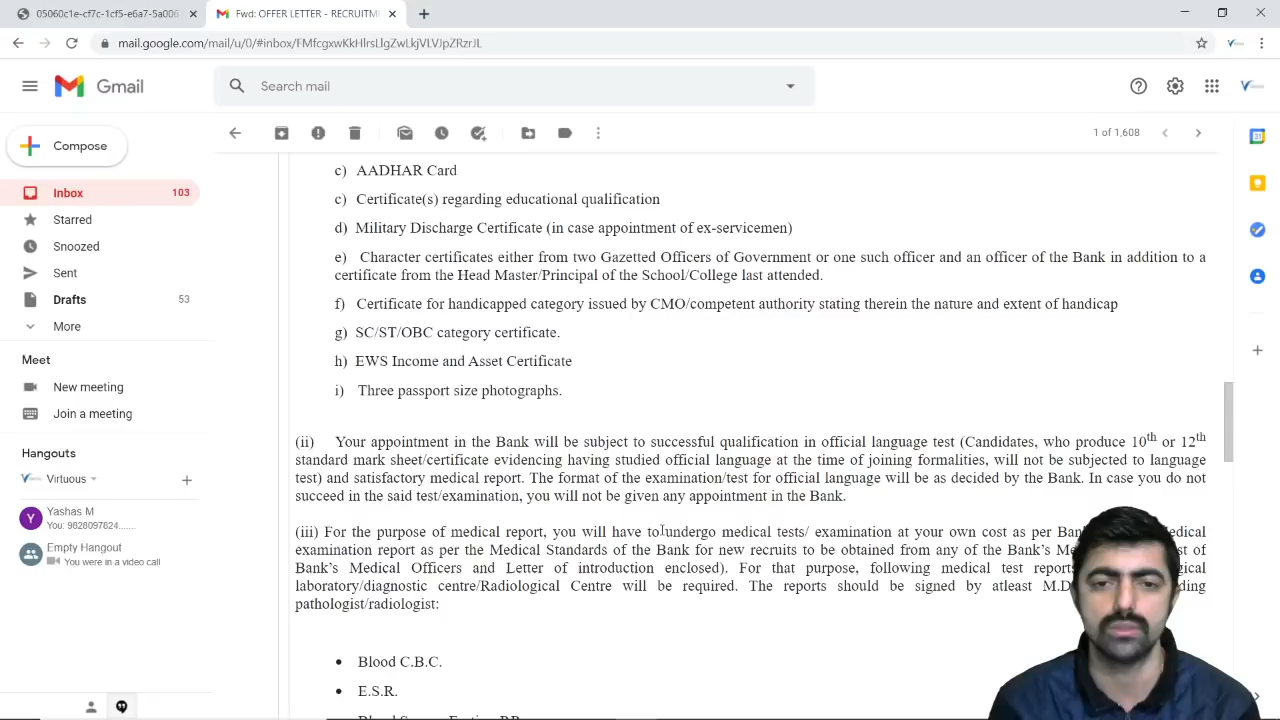 05060c1e-cf7c-1cf5-e6a7-5a006
Fwd: OFFER LETTER - RECRUITM
mail.google.com/mail/u/0/#inbox/FMfcgxwKkHlrsLlgZwLkjVLVJpZRzrJL
Gmail
Search mail
Compose
1 of 1,608
Inbox 103
Starred
Snoozed
Sent
Drafts 53
More
Meet
New meeting
Join a meeting
Hangouts
Virtuous
Yashas M
You: 9828097824.......
Empty Hangout
You were in a video call
c) AADHAR Card
c) Certificate(s) regarding educational qualification
d) Military Discharge Certificate (in case appointment of ex-servicemen)
e) Character certificates either from two Gazetted Officers of Government or one such officer and an officer of the Bank in addition to a
certificate from the Head Master/Principal of the School/College last attended.
f) Certificate for handicapped category issued by CMO/competent authority stating therein the nature and extent of handicap
g) SC/ST/OBC category certificate.
h) EWS Income and Asset Certificate
i) Three passport size photographs.
(ii) Your appointment in the Bank will be subject to successful qualification in official language test (Candidates, who produce 10th or 12th
standard mark sheet/certificate evidencing having studied official language at the time of joining formalities, will not be subjected to language
test) and satisfactory medical report. The format of the examination/test for official language will be as decided by the Bank. In case you do not
succeed in the said test/examination, you will not be given any appointment in the Bank.
(iii) For the purpose of medical report, you will have to undergo medical tests/ examination at your own cost as per
examination report as per the Medical Standards of the Bank for new recruits to be obtained from any of the Bank's of
Bank's Medical Officers and Letter of introduction enclosed). For that purpose, following medical test
laboratory/diagnostic centre/Radiological Centre will be required. The reports should be signed by atleast
pathologist/radiologist:
• Blood C.B.C.
• E.S.R.